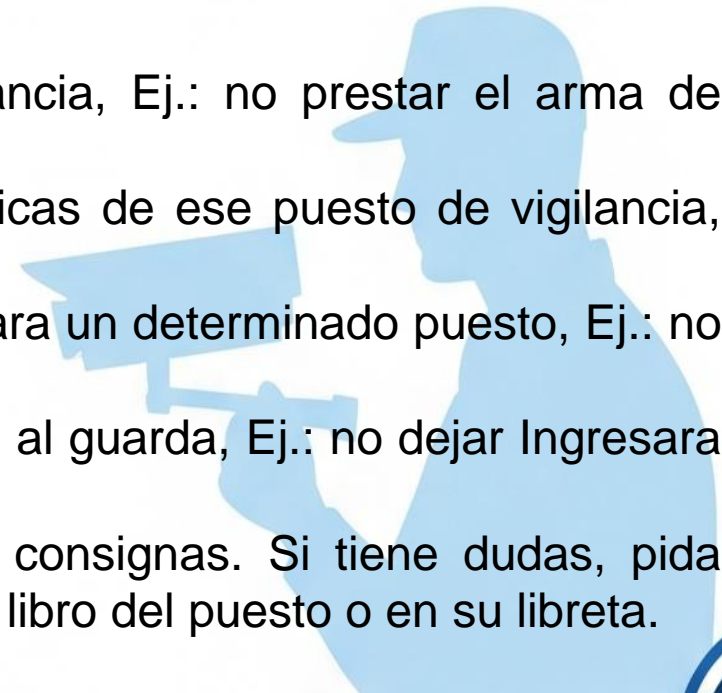 ancia, Ej.: no prestar el arma de
icas de ese puesto de vigilancia,
ara un determinado puesto, Ej.: no
al guarda, Ej.: no dejar Ingresara
consignas. Si tiene dudas, pida
libro del puesto o en su libreta.